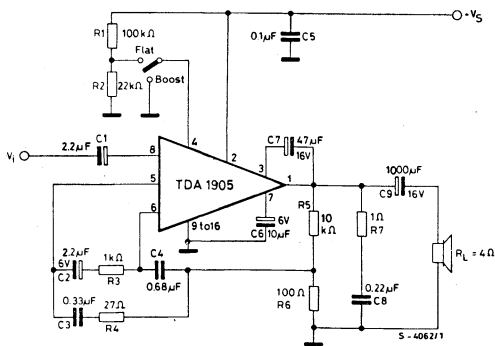 R1
100kΩ
Flat
Boost
R2
22kΩ
0.1µF
C5
-VS
Vi
2.2µF
C1
8
5
6
4
2
3
1
7
9 to 16
TDA 1905
C7
47µF
16V
6V
C6
10µF
R5
10
kΩ
1000µF
C9
16V
1Ω
R7
RL = 4Ω
2.2µF
6V
C2
1kΩ
R3
C4
0.68µF
0.33µF
C3
27Ω
R4
100Ω
R6
0.22µF
C8
S-4062/1